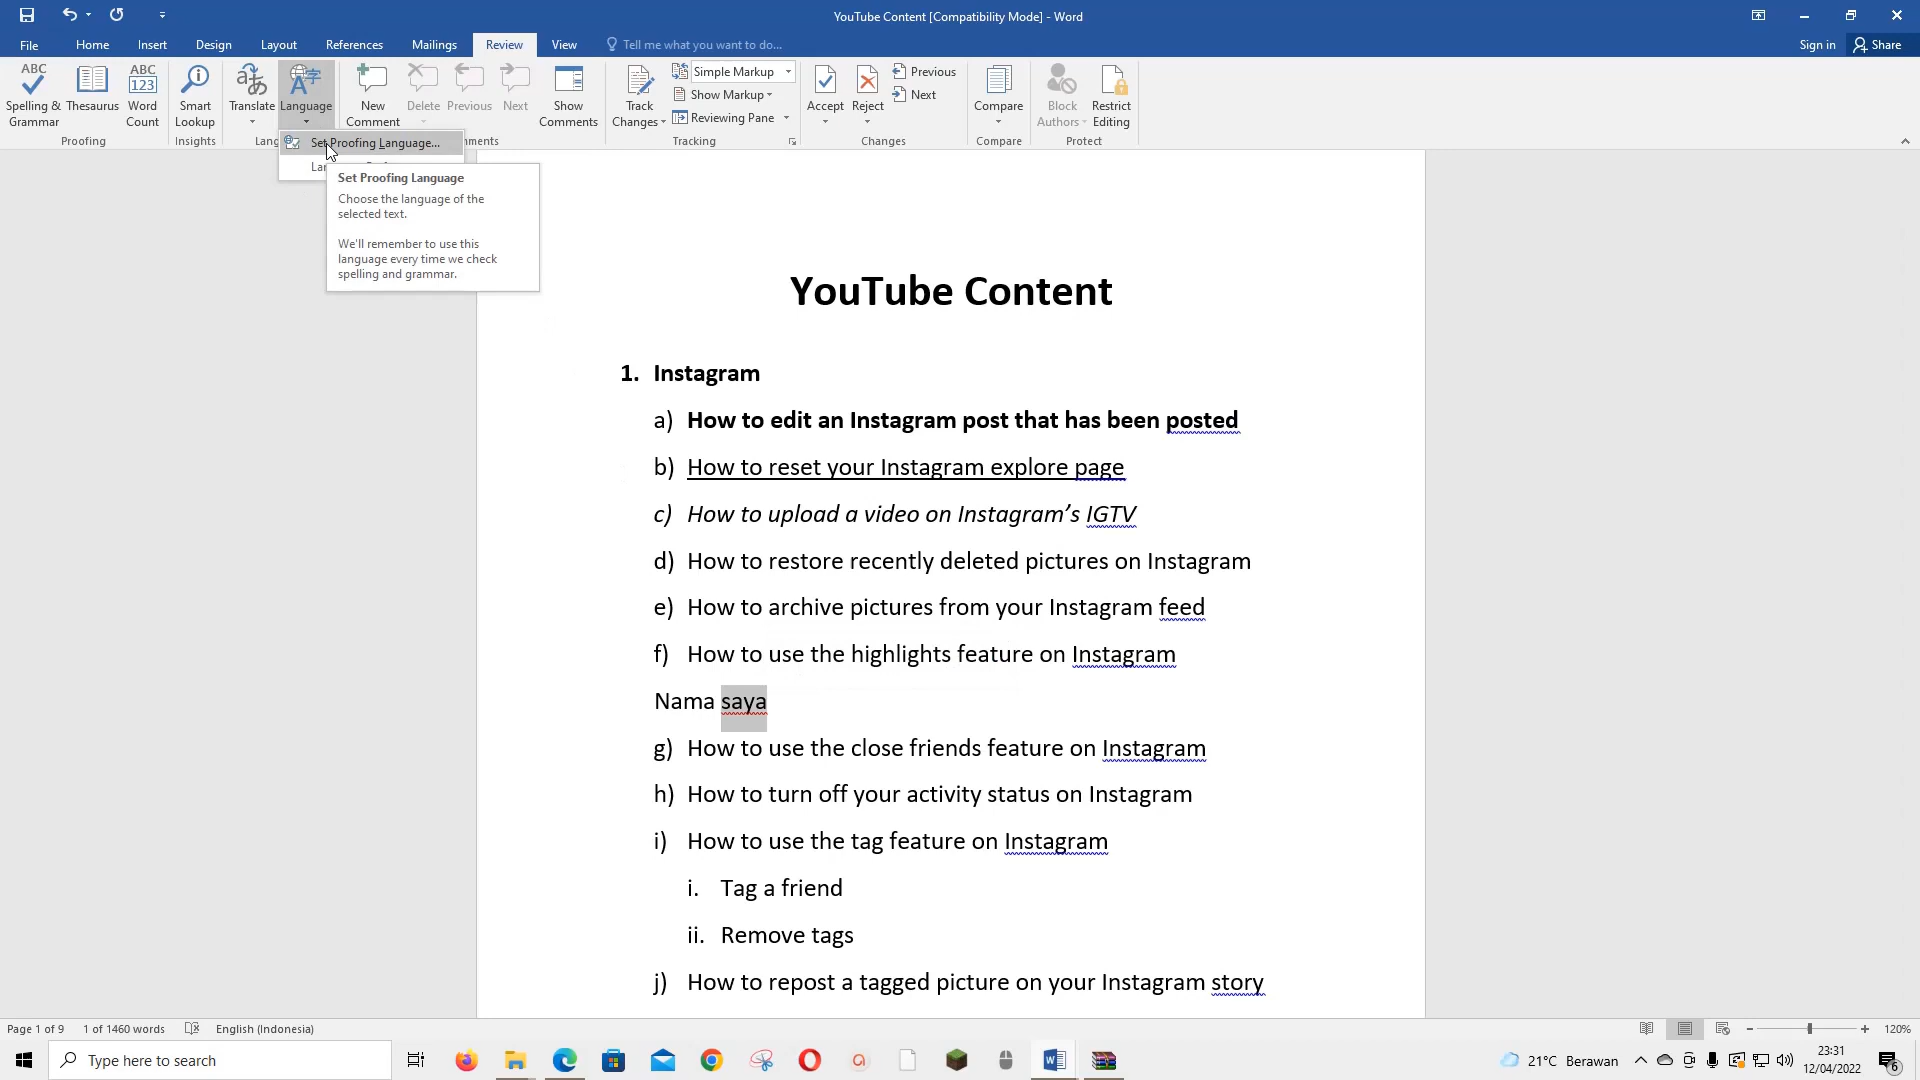 YouTube Content [Compatibility Mode] - Word
File Home Insert Design Layout References Mailings Review View Tell me what you want to do... Sign in Share
ABC
Spelling & Grammar
Thesaurus
ABC
123
Word Count
Smart Lookup
Translate
Language
New Comment
Delete
Previous
Next
Show Comments
Track Changes
Simple Markup
Show Markup
Reviewing Pane
Accept
Reject
Previous
Next
Compare
Block Authors
Restrict Editing
Proofing Insights Lang mments Tracking Changes Compare Protect
Set Proofing Language...
Set Proofing Language
Choose the language of the
selected text.
We'll remember to use this
language every time we check
spelling and grammar.
YouTube Content
1. Instagram
a) How to edit an Instagram post that has been posted
b) How to reset your Instagram explore page
c) How to upload a video on Instagram’s IGTV
d) How to restore recently deleted pictures on Instagram
e) How to archive pictures from your Instagram feed
f) How to use the highlights feature on Instagram
Nama saya
g) How to use the close friends feature on Instagram
h) How to turn off your activity status on Instagram
i) How to use the tag feature on Instagram
i. Tag a friend
ii. Remove tags
j) How to repost a tagged picture on your Instagram story
Page 1 of 9 1 of 1460 words English (Indonesia) 120%
Type here to search
21°C Berawan
23:31
12/04/2022
6